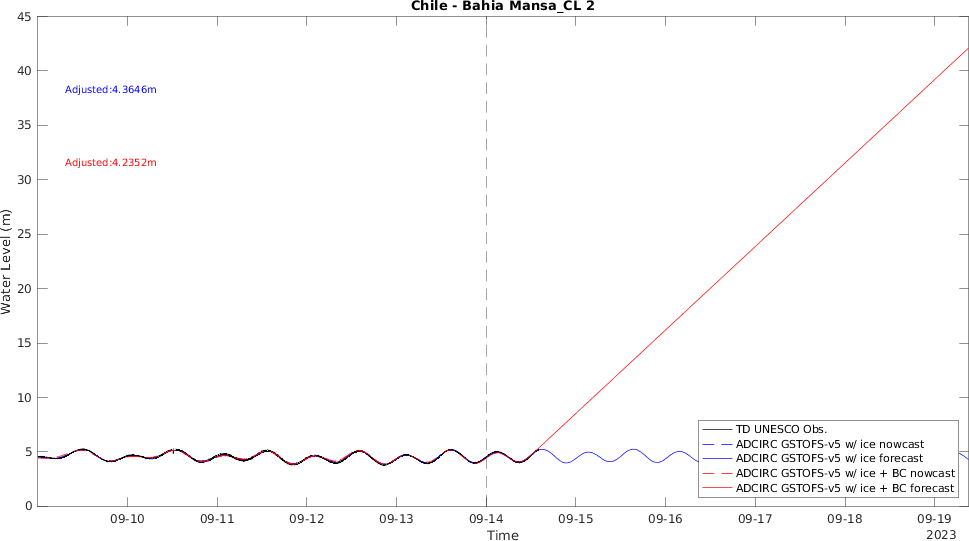 Chile - Bahia Mansa_CL 2
45
40
35
30
25
20
15
10
5
0
Water Level (m)
Adjusted:4.3646m
Adjusted:4.2352m
TD UNESCO Obs.
ADCIRC GSTOFS-v5 w/ ice nowcast
ADCIRC GSTOFS-v5 w/ ice forecast
ADCIRC GSTOFS-v5 w/ ice + BC nowcast
ADCIRC GSTOFS-v5 w/ ice + BC forecast
09-10 09-11 09-12 09-13 09-14 09-15 09-16 09-17 09-18 09-19
2023
Time